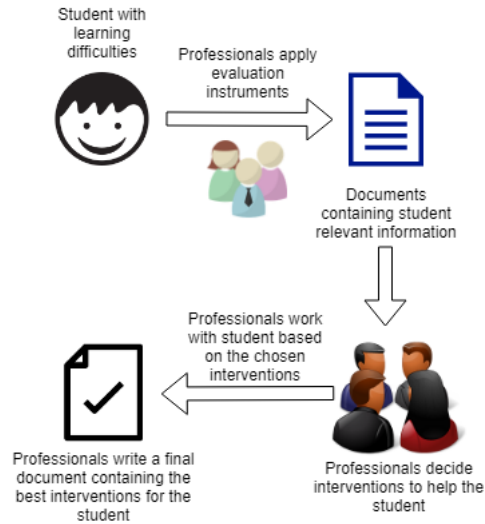 Student with
learning
difficulties
Professionals apply
evaluation
instruments
Documents
containing student
relevant information
Professionals work
with student based
on the chosen
interventions
Professionals decide
interventions to help the
student
Professionals write a final
document containing the
best interventions for the
student